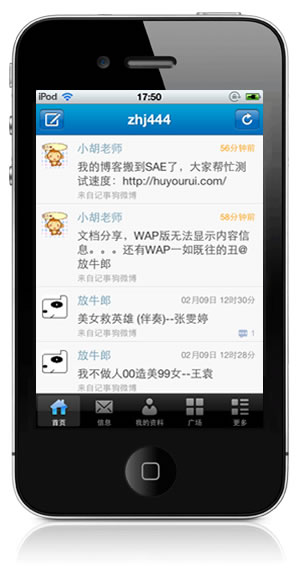 iPod 17:50
zhj444
小胡老师 56分钟前
我的博客搬到SAE了，大家帮忙测
试速度：http://huyourui.com/
来自记事狗微博
小胡老师 58分钟前
文档分享，WAP版无法显示内容信
息。。。还有WAP一如既往的丑@
放牛郎
来自记事狗微博
放牛郎 02月09日 12时30分
美女救英雄 (伴奏)--张雯婷
来自记事狗微博 1
放牛郎 02月09日 12时28分
我不做人00造美99女--王袁
来自记事狗微博
首页 信息 我的资料 广场 更多